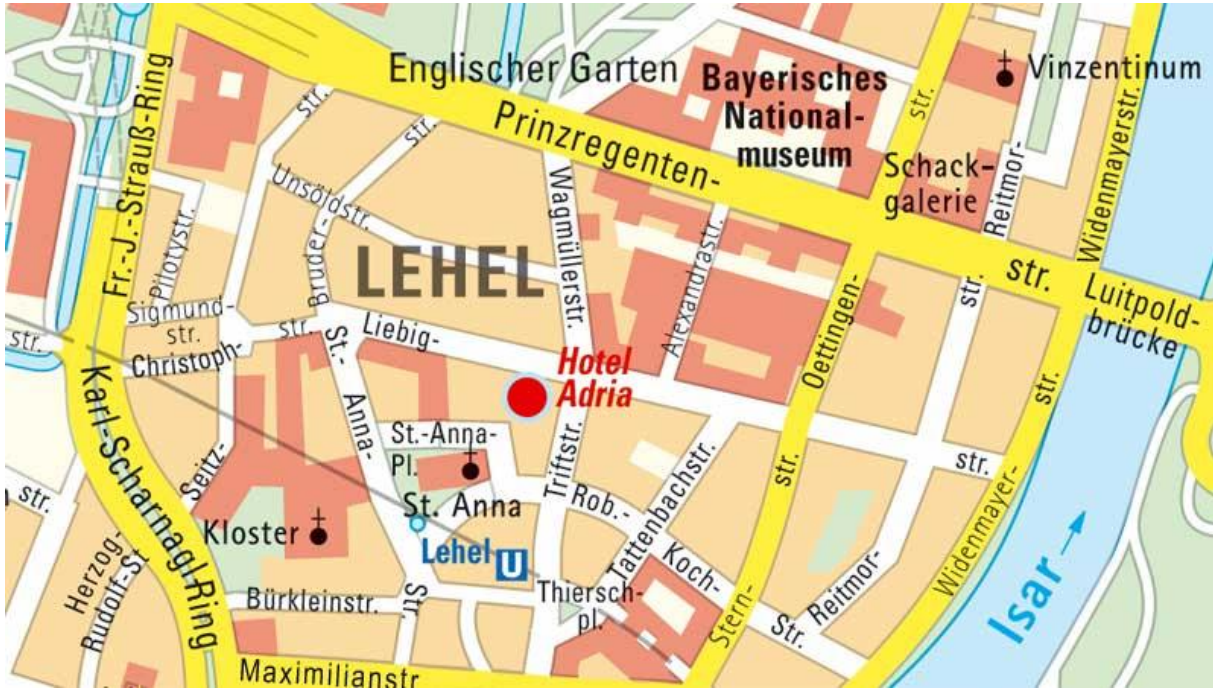 Englischer Garten
Bayerisches
National-
museum
Vinzentinum
Prinzregenten-
str.
Schack-
galerie
str.
Reitmor-
str.
Widenmayerstr.
Luitpold-
brücke
Fr.-J.-Strauß-Ring
str.
str.
Unsöldstr.
Bruder-
Pilotystr.
LEHEL
Wagmüllerstr.
Alexandrastr.
Oettingen-
str.
Sigmund-
str.
Christoph-
str.
str.
Liebig-
str.
Hotel
Adria
Karl-Scharnagl-Ring
St.-
Anna-
Str.
St.-Anna-
Pl.
St. Anna
Triftstr.
Rob.-
Koch-
Str.
Tattenbachstr.
Seitz-
str.
Kloster
Lehel U
Herzog-
Rudolf-St
Bürkleinstr.
Thiersch-
pl.
Stern-
Reitmor-
Widenmayer-
str.
Isar
Maximilianstr